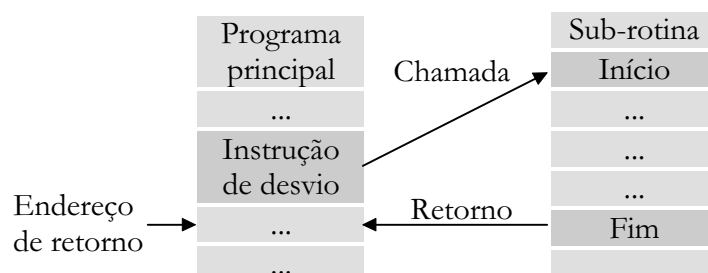 Programa
principal
...
Instrução
de desvio
...
...
Chamada
Retorno
Endereço
de retorno
Sub-rotina
Início
...
...
...
Fim